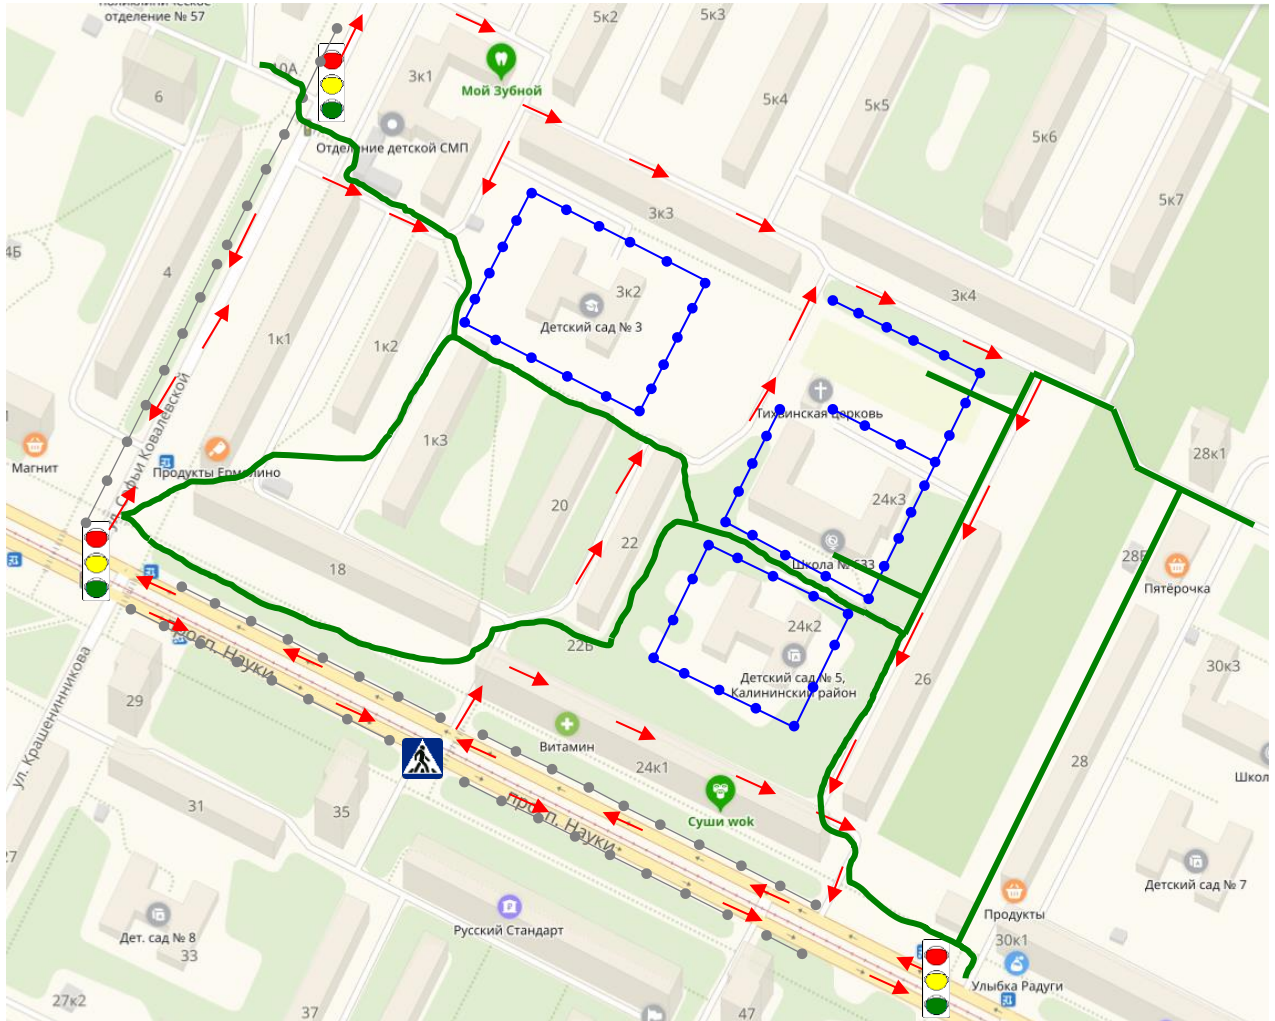 отделение № 57
5к2
5к3
10А
3к1
Мой Зубной
6
5к4
5к5
5к6
Отделение детской СМП
5к7
3к3
4Б
4
3к2
3к4
Детский сад № 3
1к1
1к2
Тихвинская церковь
ул. Софьи Ковалевской
1к3
Магнит
Продукты Ермолино
28к1
24к3
20
22
Школа № 633
18
28Б
Пятёрочка
24к2
22Б
просп. Науки
Детский сад № 5,
Калининский район
26
30к3
ул. Крашенинникова
29
Витамин
24к1
28
Школ
31
35
просп. Науки
Суши wok
27
Детский сад № 7
Продукты
Русский Стандарт
Дет. сад № 8
33
30к1
Улыбка Радуги
27к2
37
47